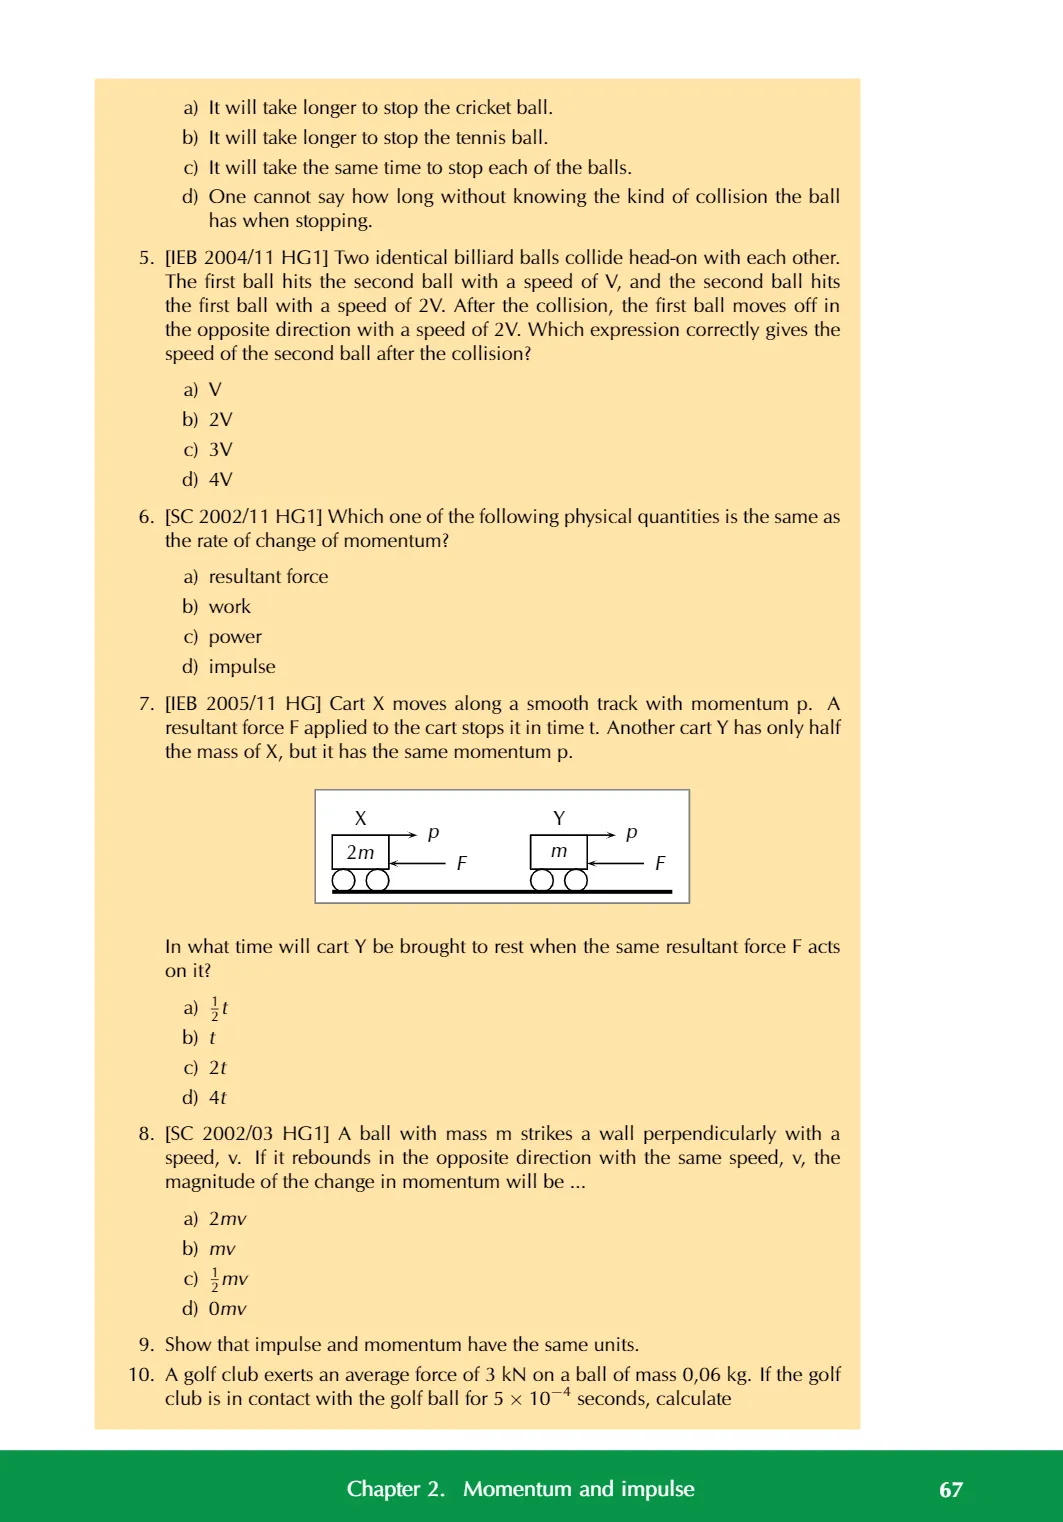 a) It will take longer to stop the cricket ball.
b) It will take longer to stop the tennis ball.
c) It will take the same time to stop each of the balls.
d) One cannot say how long without knowing the kind of collision the ball
has when stopping.
5. [IEB 2004/11 HG1] Two identical billiard balls collide head-on with each other.
The first ball hits the second ball with a speed of V, and the second ball hits
the first ball with a speed of 2V. After the collision, the first ball moves off in
the opposite direction with a speed of 2V. Which expression correctly gives the
speed of the second ball after the collision?
a) V
b) 2V
c) 3V
d) 4V
6. [SC 2002/11 HG1] Which one of the following physical quantities is the same as
the rate of change of momentum?
a) resultant force
b) work
c) power
d) impulse
7. [IEB 2005/11 HG] Cart X moves along a smooth track with momentum p. A
resultant force F applied to the cart stops it in time t. Another cart Y has only half
the mass of X, but it has the same momentum p.
X Y
p p
2m m
F F
In what time will cart Y be brought to rest when the same resultant force F acts
on it?
a) ½t
b) t
c) 2t
d) 4t
8. [SC 2002/03 HG1] A ball with mass m strikes a wall perpendicularly with a
speed, v. If it rebounds in the opposite direction with the same speed, v, the
magnitude of the change in momentum will be ...
a) 2mv
b) mv
c) ½mv
d) 0mv
9. Show that impulse and momentum have the same units.
10. A golf club exerts an average force of 3 kN on a ball of mass 0,06 kg. If the golf
club is in contact with the golf ball for 5 × 10⁻⁴ seconds, calculate
Chapter 2. Momentum and impulse 67